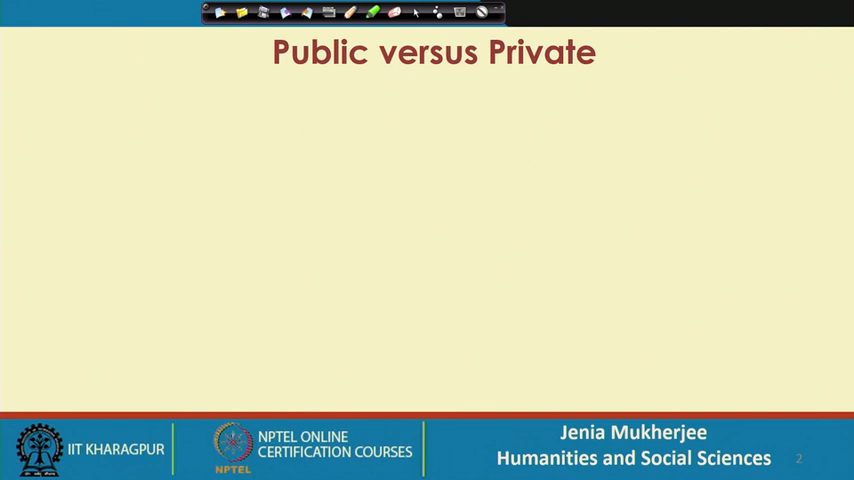 Public versus Private
IIT KHARAGPUR
NPTEL
NPTEL ONLINE
CERTIFICATION COURSES
Jenia Mukherjee
Humanities and Social Sciences
2